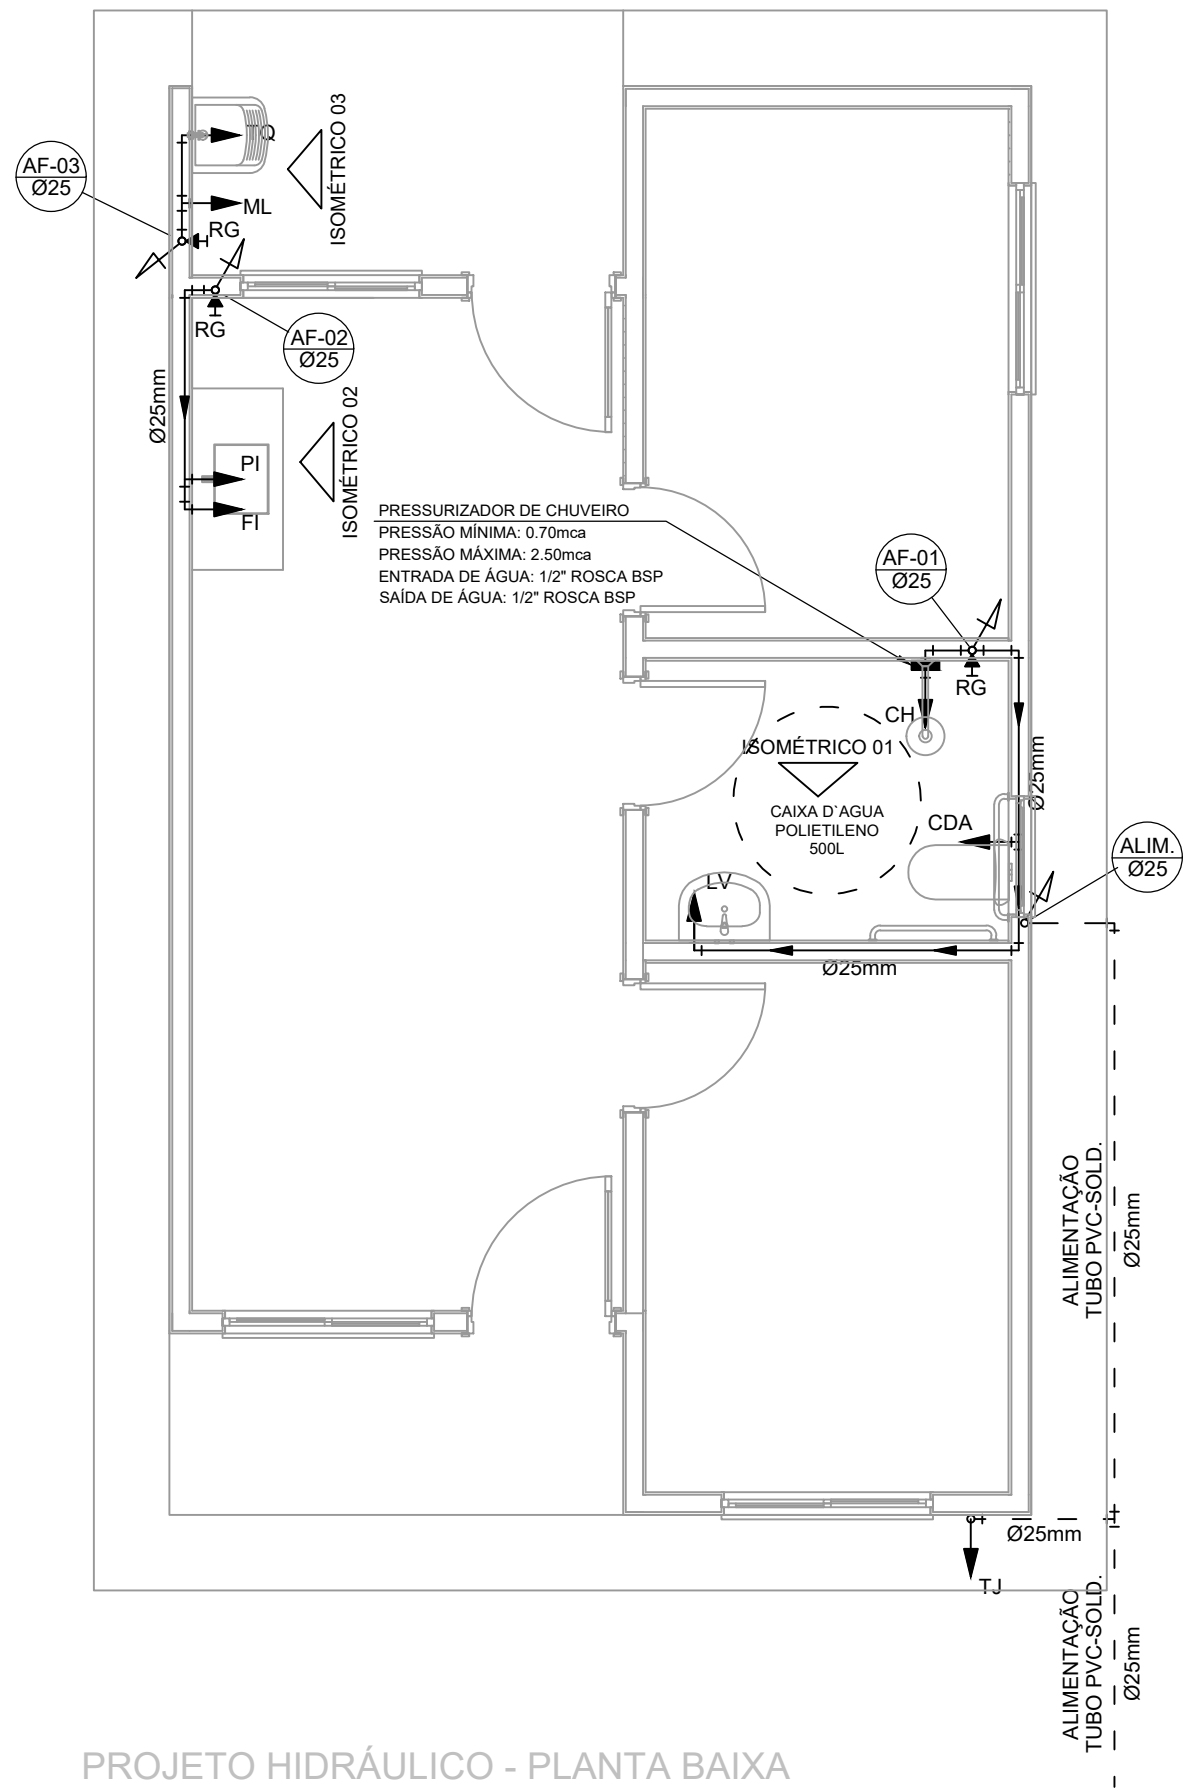 AF-03
Ø25
TQ
ISOMÉTRICO 03
ML
RG
RG
AF-02
Ø25
Ø25mm
ISOMÉTRICO 02
PI
FI
PRESSURIZADOR DE CHUVEIRO
PRESSÃO MÍNIMA: 0.70mca
PRESSÃO MÁXIMA: 2.50mca
ENTRADA DE ÁGUA: 1/2" ROSCA BSP
SAÍDA DE ÁGUA: 1/2" ROSCA BSP
AF-01
Ø25
RG
CH
ISOMÉTRICO 01
Ø25mm
CAIXA D`AGUA
POLIETILENO
500L
CDA
ALIM.
Ø25
LV
Ø25mm
ALIMENTAÇÃO
TUBO PVC-SOLD.
Ø25mm
Ø25mm
TJ
ALIMENTAÇÃO
TUBO PVC-SOLD.
Ø25mm
PROJETO HIDRÁULICO - PLANTA BAIXA